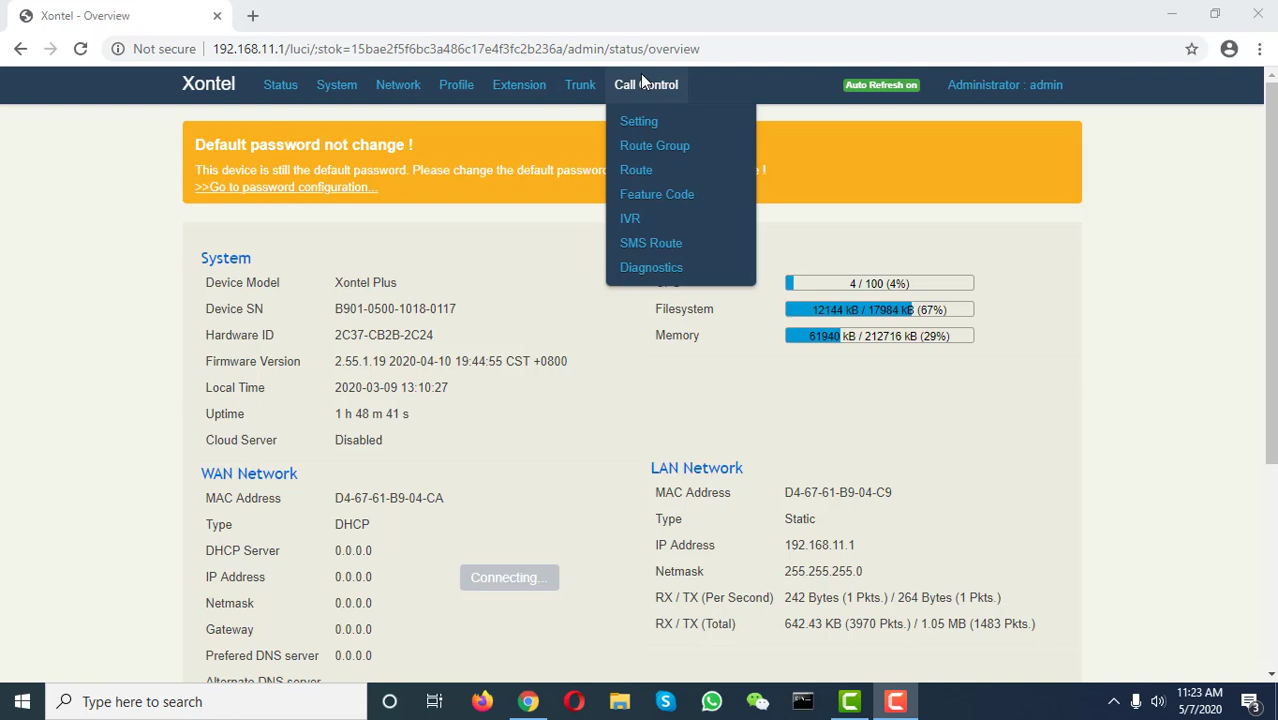 Xontel - Overview
Not secure 192.168.11.1/luci/;stok=15bae2f5f6bc3a486c17e4f3fc2b236a/admin/status/overview
Xontel Status System Network Profile Extension Trunk Call Control Auto Refresh on Administrator : admin
Setting
Route Group
Route
Feature Code
IVR
SMS Route
Diagnostics
Default password not change !
This device is still the default password. Please change the default password !
>>Go to password configuration...
System
Device Model Xontel Plus
Device SN B901-0500-1018-0117
Hardware ID 2C37-CB2B-2C24
Firmware Version 2.55.1.19 2020-04-10 19:44:55 CST +0800
Local Time 2020-03-09 13:10:27
Uptime 1 h 48 m 41 s
Cloud Server Disabled
4 / 100 (4%)
Filesystem 12144 kB / 17984 kB (67%)
Memory 61940 kB / 212716 kB (29%)
WAN Network
MAC Address D4-67-61-B9-04-CA
Type DHCP
DHCP Server 0.0.0.0
IP Address 0.0.0.0
Netmask 0.0.0.0
Gateway 0.0.0.0
Prefered DNS server 0.0.0.0
Alternate DNS server
Connecting...
LAN Network
MAC Address D4-67-61-B9-04-C9
Type Static
IP Address 192.168.11.1
Netmask 255.255.255.0
RX / TX (Per Second) 242 Bytes (1 Pkts.) / 264 Bytes (1 Pkts.)
RX / TX (Total) 642.43 KB (3970 Pkts.) / 1.05 MB (1483 Pkts.)
Type here to search
11:23 AM
5/7/2020
3